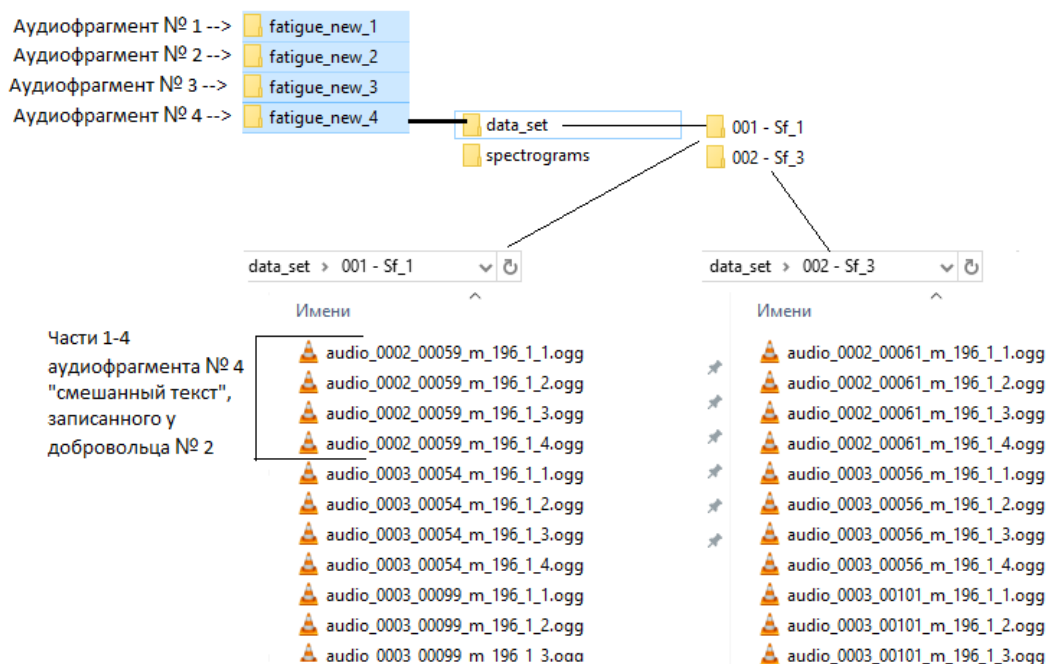 Аудиофрагмент № 1 -->
fatigue_new_1
Аудиофрагмент № 2 -->
fatigue_new_2
Аудиофрагмент № 3 -->
fatigue_new_3
Аудиофрагмент № 4 -->
fatigue_new_4
data_set
spectrograms
001 - Sf_1
002 - Sf_3
data_set > 001 - Sf_1
Имени
Части 1-4
аудиофрагмента № 4
"смешанный текст",
записанного у
добровольца № 2
audio_0002_00059_m_196_1_1.ogg
audio_0002_00059_m_196_1_2.ogg
audio_0002_00059_m_196_1_3.ogg
audio_0002_00059_m_196_1_4.ogg
audio_0003_00054_m_196_1_1.ogg
audio_0003_00054_m_196_1_2.ogg
audio_0003_00054_m_196_1_3.ogg
audio_0003_00054_m_196_1_4.ogg
audio_0003_00099_m_196_1_1.ogg
audio_0003_00099_m_196_1_2.ogg
audio_0003_00099_m_196_1_3.ogg
data_set > 002 - Sf_3
Имени
audio_0002_00061_m_196_1_1.ogg
audio_0002_00061_m_196_1_2.ogg
audio_0002_00061_m_196_1_3.ogg
audio_0002_00061_m_196_1_4.ogg
audio_0003_00056_m_196_1_1.ogg
audio_0003_00056_m_196_1_2.ogg
audio_0003_00056_m_196_1_3.ogg
audio_0003_00056_m_196_1_4.ogg
audio_0003_00101_m_196_1_1.ogg
audio_0003_00101_m_196_1_2.ogg
audio_0003_00101_m_196_1_3.ogg